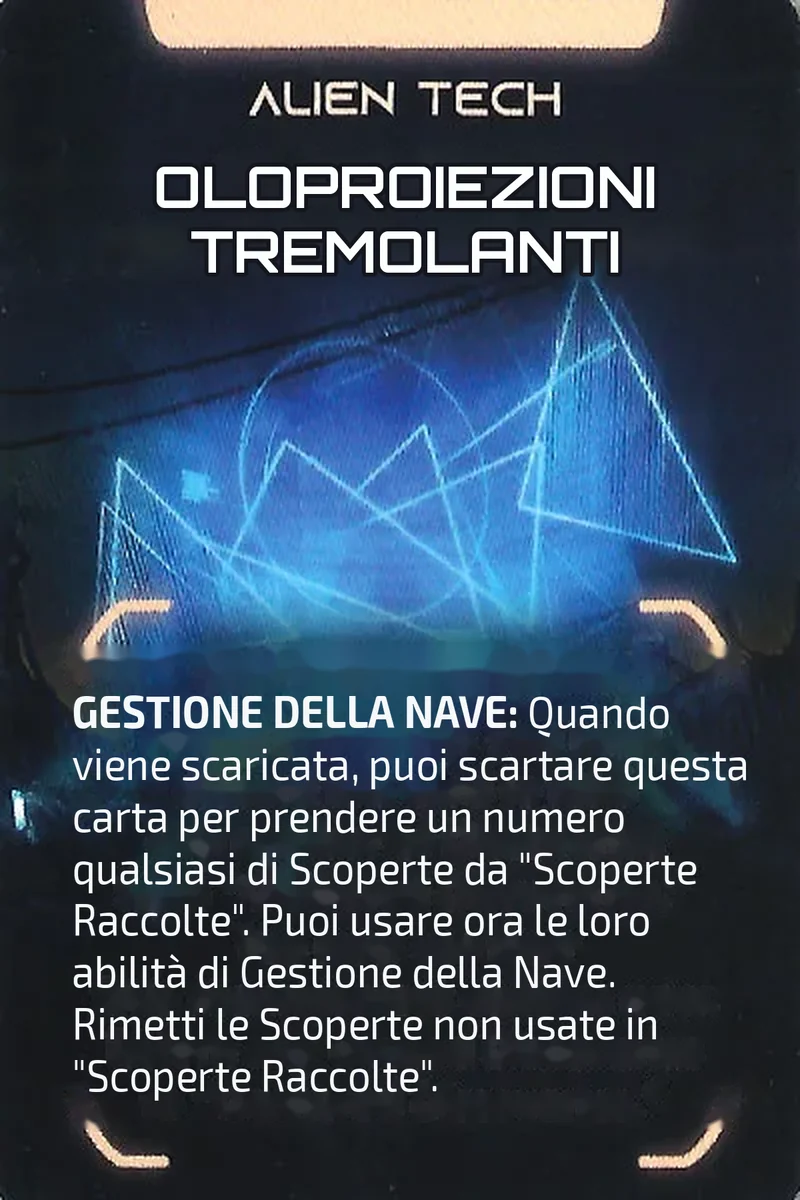 ALIEN TECH
OLOPROIEZIONI
TREMOLANTI
GESTIONE DELLA NAVE: Quando
viene scaricata, puoi scartare questa
carta per prendere un numero
qualsiasi di Scoperte da "Scoperte
Raccolte". Puoi usare ora le loro
abilità di Gestione della Nave.
Rimetti le Scoperte non usate in
"Scoperte Raccolte".